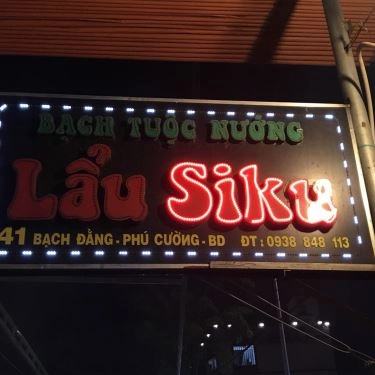 BẠCH TUỘC NƯỚNG
Lẩu Siku
41 BẠCH ĐẰNG - PHÚ CƯỜNG - BD ĐT : 0938 848 113